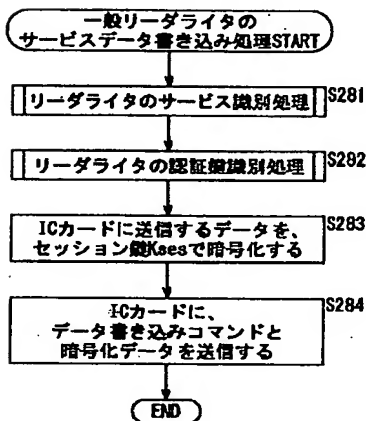 一般リーダライタの
サービスデータ書き込み処理START
リーダライタのサービス識別処理
S281
リーダライタの認証鍵識別処理
S282
ICカードに送信するデータを、
セッション鍵Ksesで暗号化する
S283
ICカードに、
データ書き込みコマンドと
暗号化データを送信する
S284
END